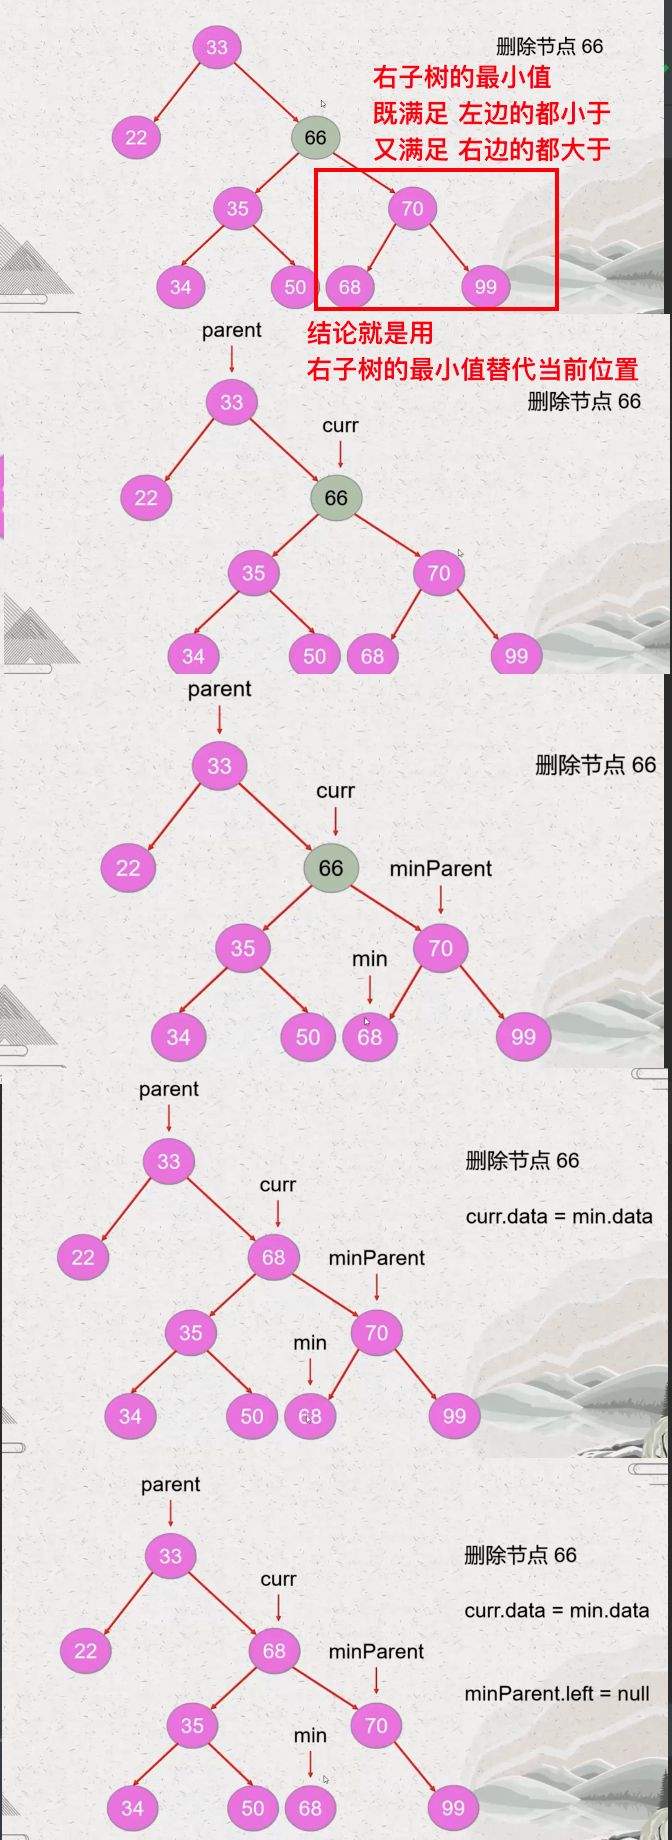 33
删除节点 66
右子树的最小值
既满足 左边的都小于
又满足 右边的都大于
22
66
35
70
34
50
68
99
parent
结论就是用
右子树的最小值替代当前位置
删除节点 66
33
curr
22
66
35
70
34
50
68
99
parent
33
删除节点 66
curr
22
66
minParent
35
70
min
34
50
68
99
parent
33
删除节点 66
curr
curr.data = min.data
22
68
minParent
35
70
min
34
50
68
99
parent
33
删除节点 66
curr
curr.data = min.data
22
68
minParent
minParent.left = null
35
70
min
34
50
68
99